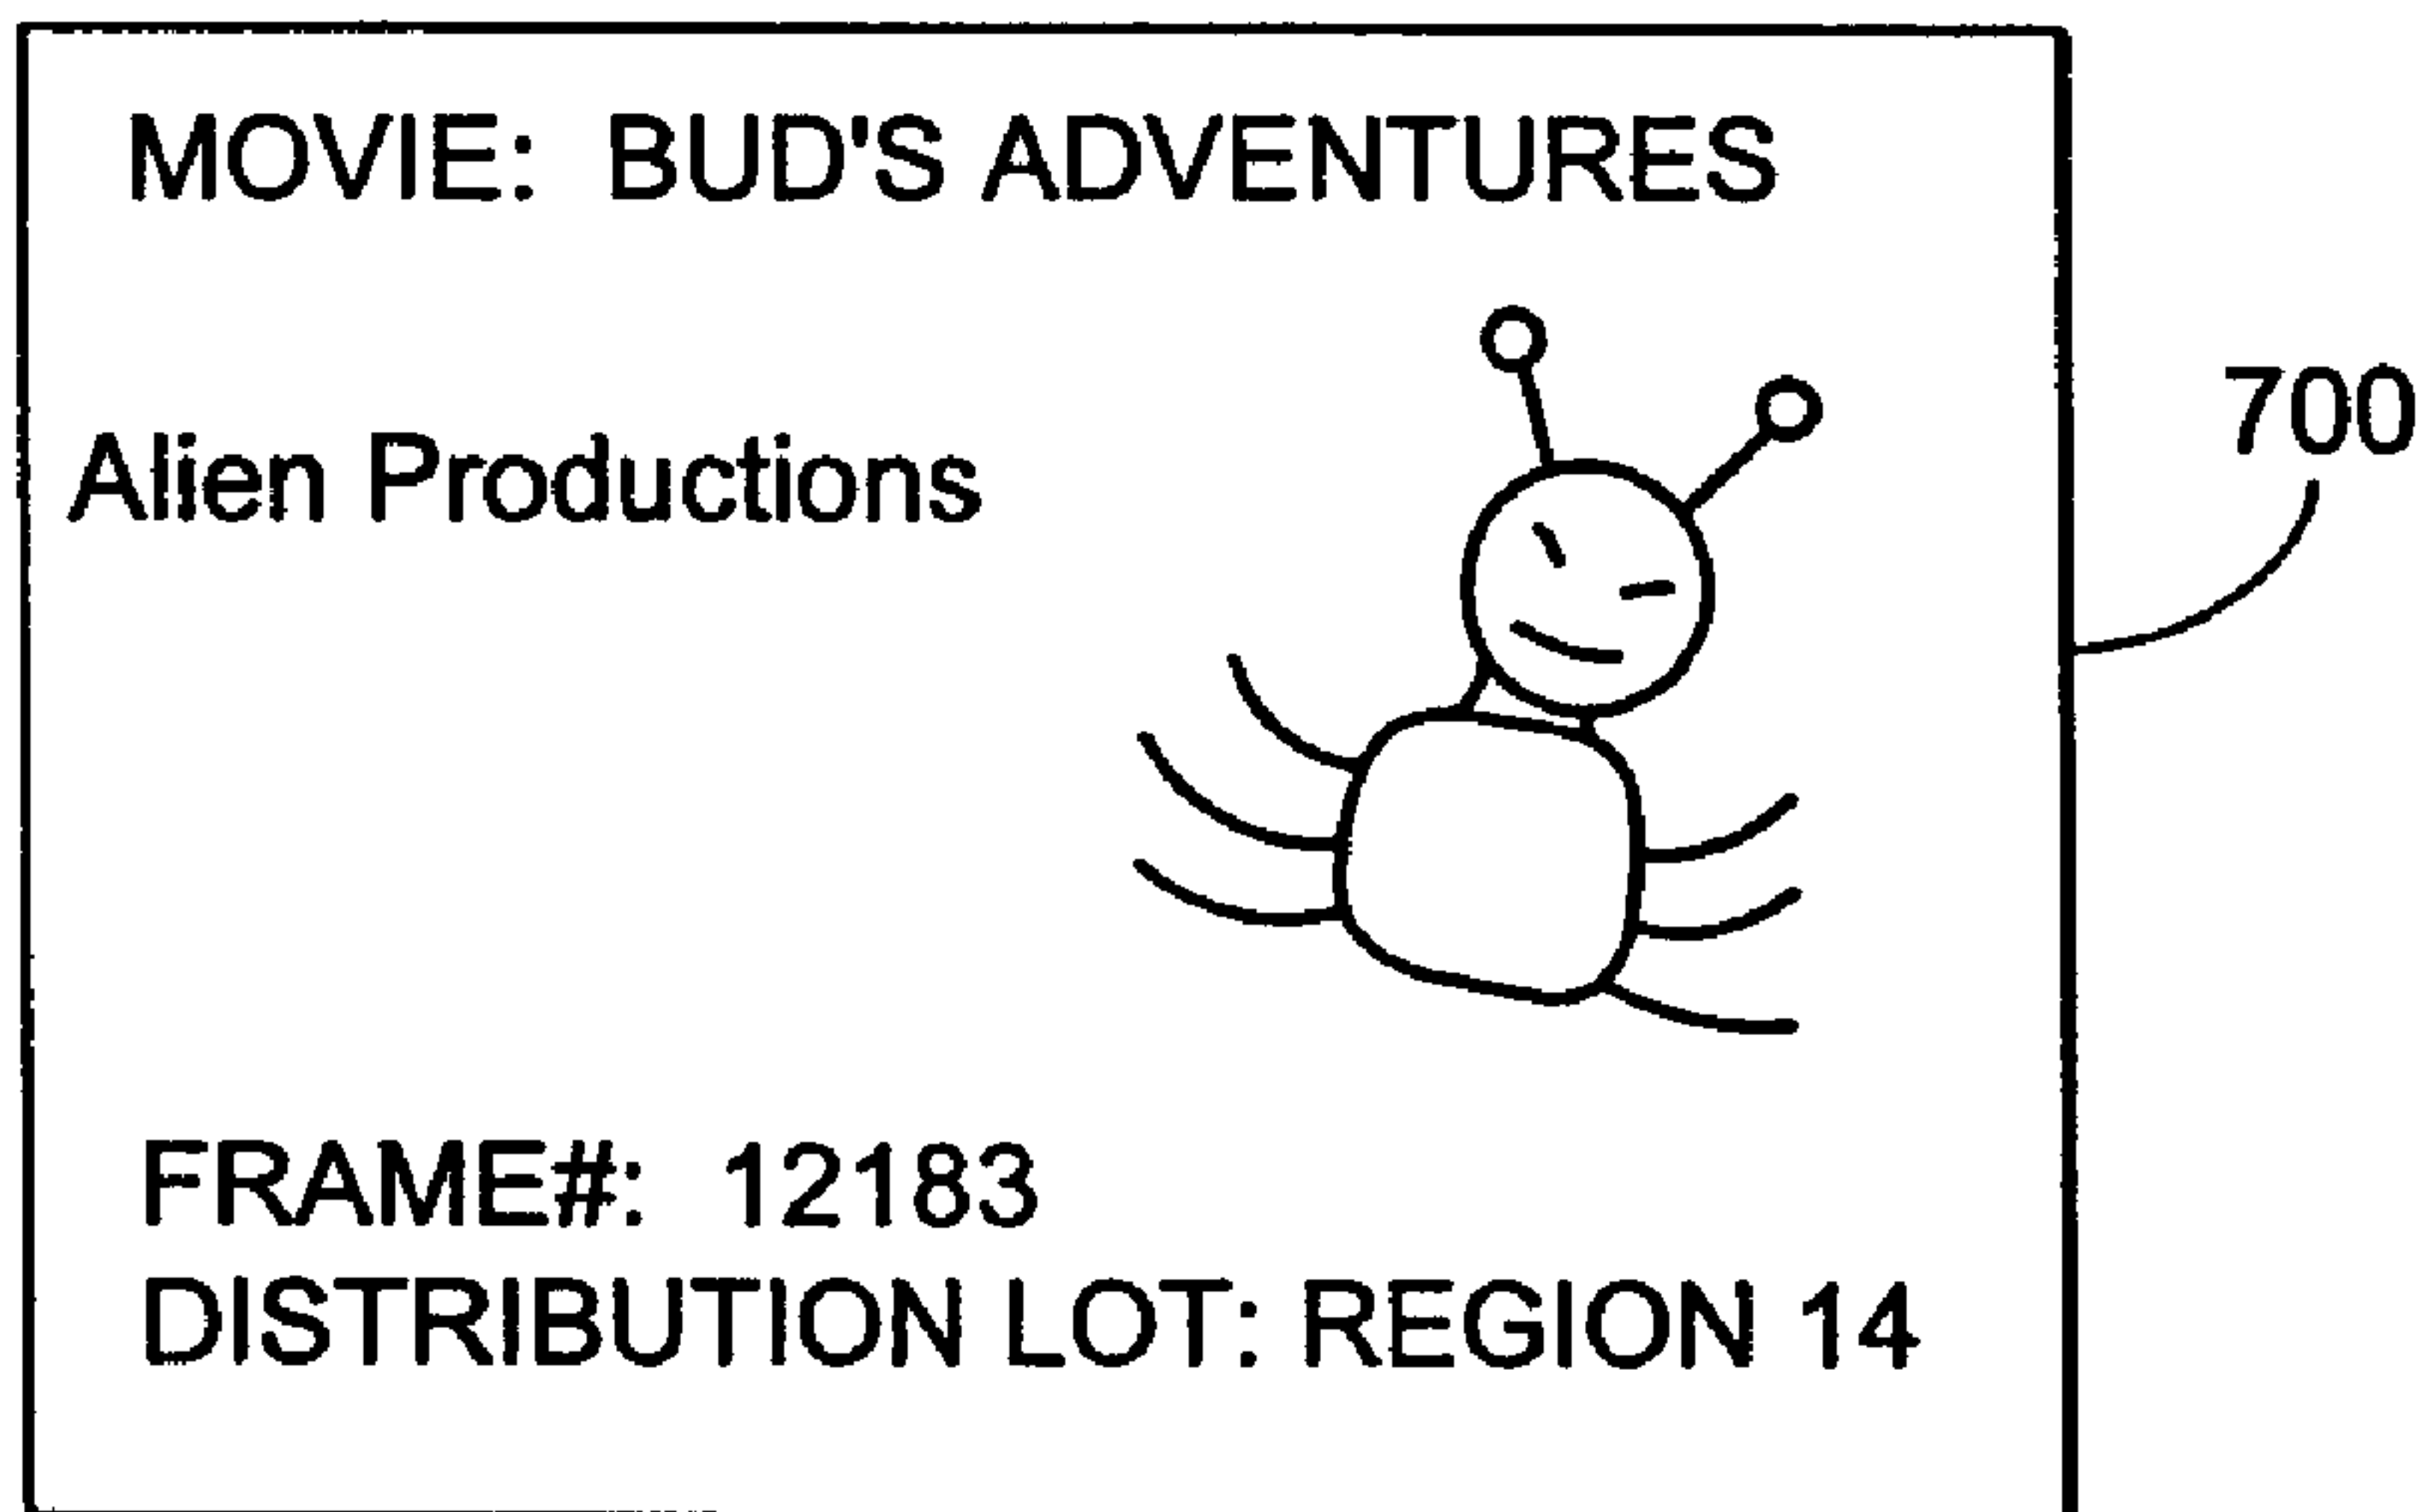 MOVIE: BUD'S ADVENTURES
700
Alien Productions
FRAME#: 12183
DISTRIBUTION LOT: REGION 14